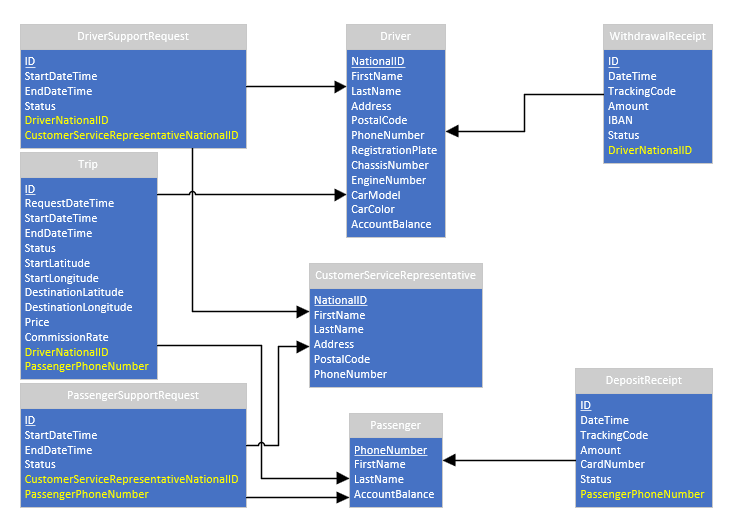 DriverSupportRequest
ID
StartDateTime
EndDateTime
Status
DriverNationalID
CustomerServiceRepresentativeNationalID
Driver
NationalID
FirstName
LastName
Address
PostalCode
PhoneNumber
RegistrationPlate
ChassisNumber
EngineNumber
CarModel
CarColor
AccountBalance
WithdrawalReceipt
ID
DateTime
TrackingCode
Amount
IBAN
Status
DriverNationalID
Trip
ID
RequestDateTime
StartDateTime
EndDateTime
Status
StartLatitude
StartLongitude
DestinationLatitude
DestinationLongitude
Price
CommissionRate
DriverNationalID
PassengerPhoneNumber
CustomerServiceRepresentative
NationalID
FirstName
LastName
Address
PostalCode
PhoneNumber
PassengerSupportRequest
ID
StartDateTime
EndDateTime
Status
CustomerServiceRepresentativeNationalID
PassengerPhoneNumber
Passenger
PhoneNumber
FirstName
LastName
AccountBalance
DepositReceipt
ID
DateTime
TrackingCode
Amount
CardNumber
Status
PassengerPhoneNumber